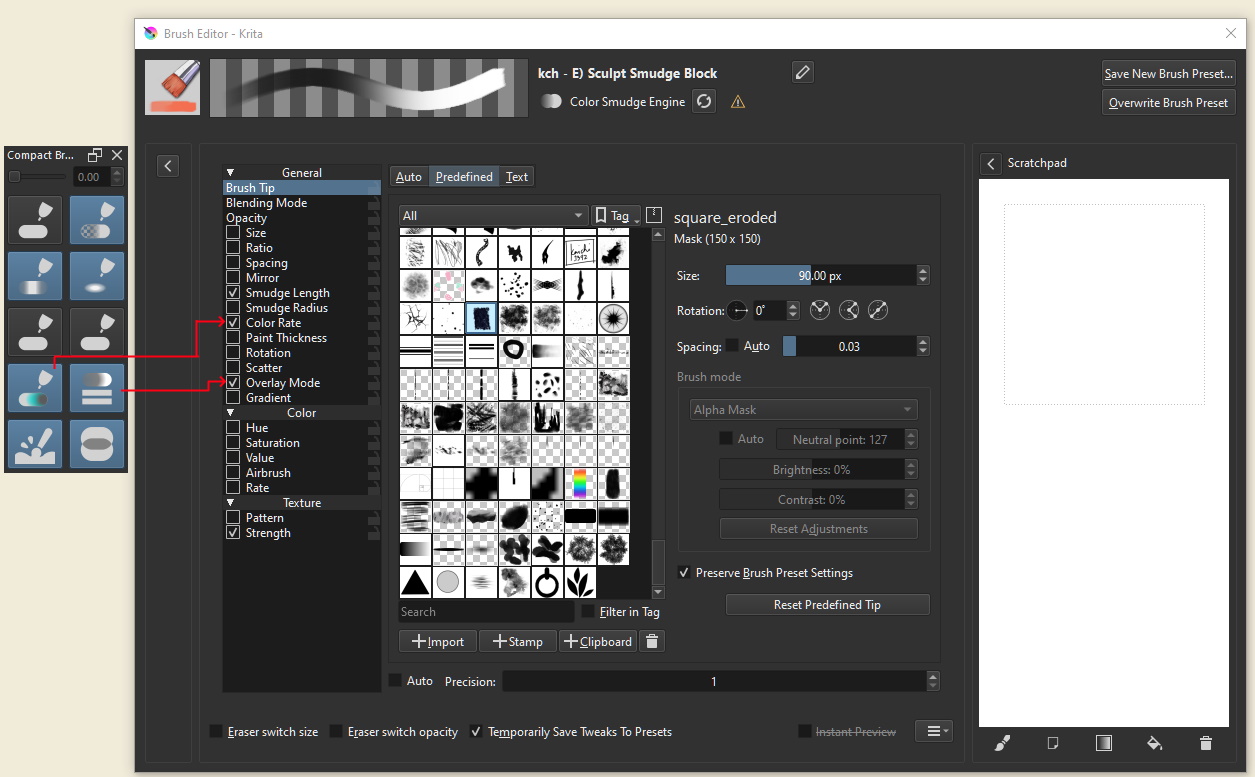 Brush Editor - Krita
kch - E) Sculpt Smudge Block
Color Smudge Engine
Save New Brush Preset...
Overwrite Brush Preset
Compact Br...
0.00
General
Brush Tip
Blending Mode
Opacity
Size
Ratio
Spacing
Mirror
Smudge Length
Smudge Radius
Color Rate
Paint Thickness
Rotation
Scatter
Overlay Mode
Gradient
Color
Hue
Saturation
Value
Airbrush
Rate
Texture
Pattern
Strength
Auto Predefined Text
All
Tag
square_eroded
Mask (150 x 150)
Size: 90.00 px
Rotation: 0°
Spacing: Auto 0.03
Brush mode
Alpha Mask
Auto Neutral point: 127
Brightness: 0%
Contrast: 0%
Reset Adjustments
Preserve Brush Preset Settings
Reset Predefined Tip
Search
Filter in Tag
Import Stamp Clipboard
Auto Precision: 1
Eraser switch size Eraser switch opacity Temporarily Save Tweaks To Presets Instant Preview
Scratchpad